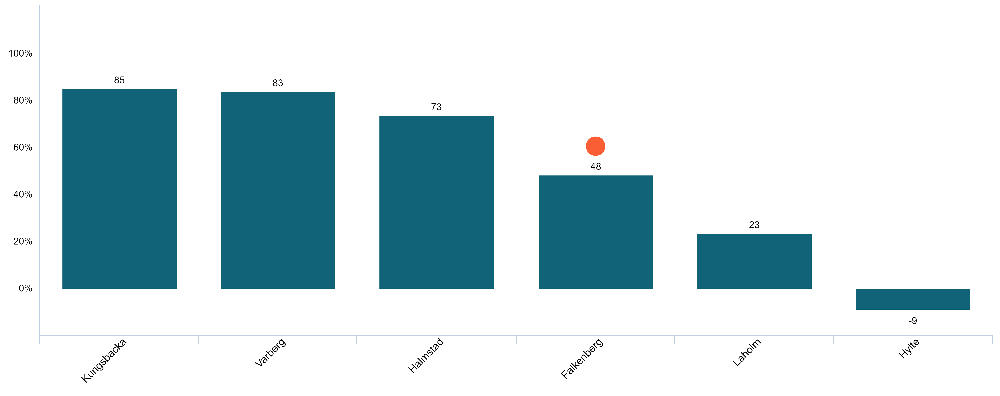 100%
80%
60%
40%
20%
0%
85
83
73
48
23
-9
Kungsbacka
Varberg
Halmstad
Falkenberg
Laholm
Hylte